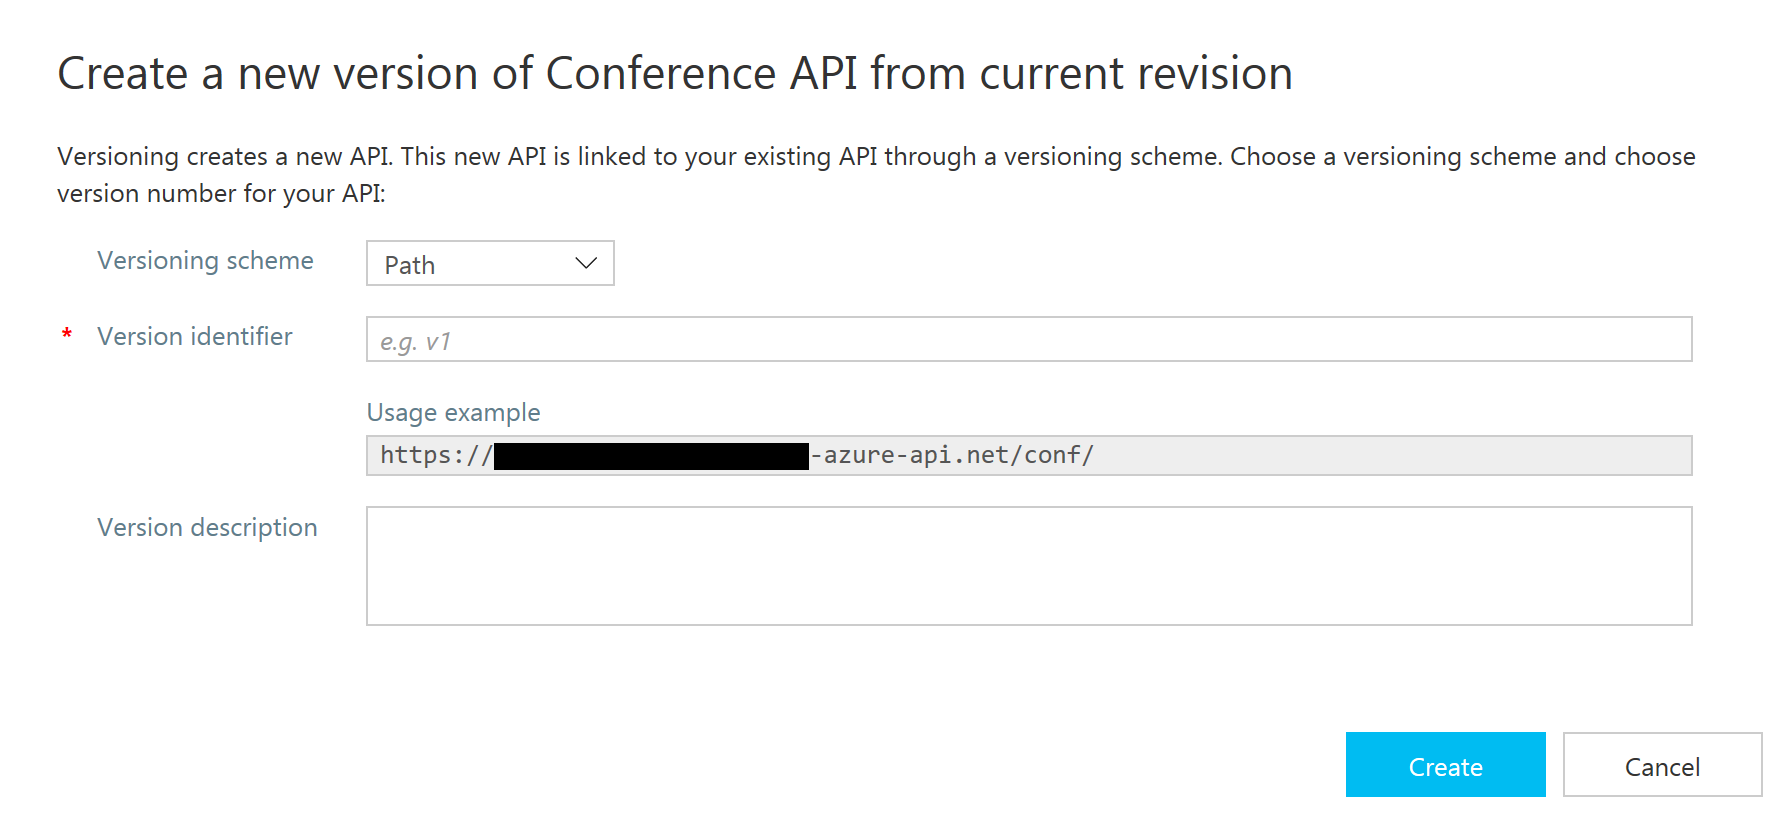 Create a new version of Conference API from current revision
Versioning creates a new API. This new API is linked to your existing API through a versioning scheme. Choose a versioning scheme and choose
version number for your API:
Versioning scheme
Path
* Version identifier
e.g. v1
Usage example
https://
-azure-api.net/conf/
Version description
Create
Cancel